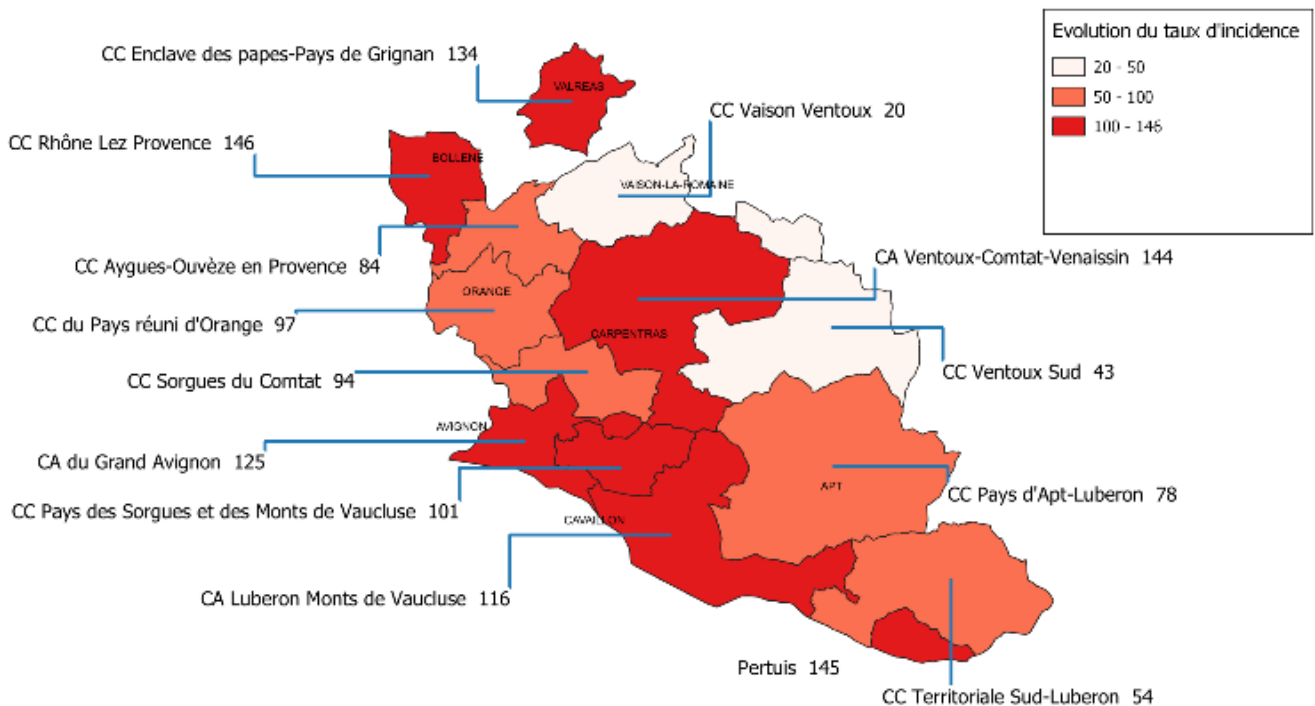 Evolution du taux d'incidence
20 - 50
50 - 100
100 - 146
CC Enclave des papes-Pays de Grignan 134
VALREAS
CC Vaison Ventoux 20
CC Rhône Lez Provence 146
BOLLENE
VAISON-LA-ROMAINE
CC Aygues-Ouvèze en Provence 84
CA Ventoux-Comtat-Venaissin 144
ORANGE
CC du Pays réuni d'Orange 97
CARPENTRAS
CC Sorgues du Comtat 94
CC Ventoux Sud 43
AVIGNON
CA du Grand Avignon 125
APT
CC Pays d'Apt-Luberon 78
CC Pays des Sorgues et des Monts de Vaucluse 101
CAVAILLON
CA Luberon Monts de Vaucluse 116
Pertuis 145
CC Territoriale Sud-Luberon 54